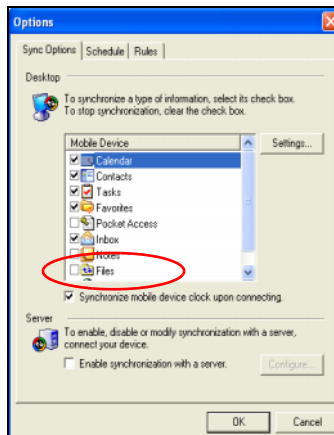 Options
Sync Options Schedule Rules
Desktop
To synchronize a type of information, select its check box.
To stop synchronization, clear the check box.
Mobile Device
Settings...
Calendar
Contacts
Tasks
Favorites
Pocket Access
Inbox
Notes
Files
Synchronize mobile device clock upon connecting.
Server
To enable, disable or modify synchronization with a server,
connect your device.
Enable synchronization with a server.
Configure...
OK Cancel